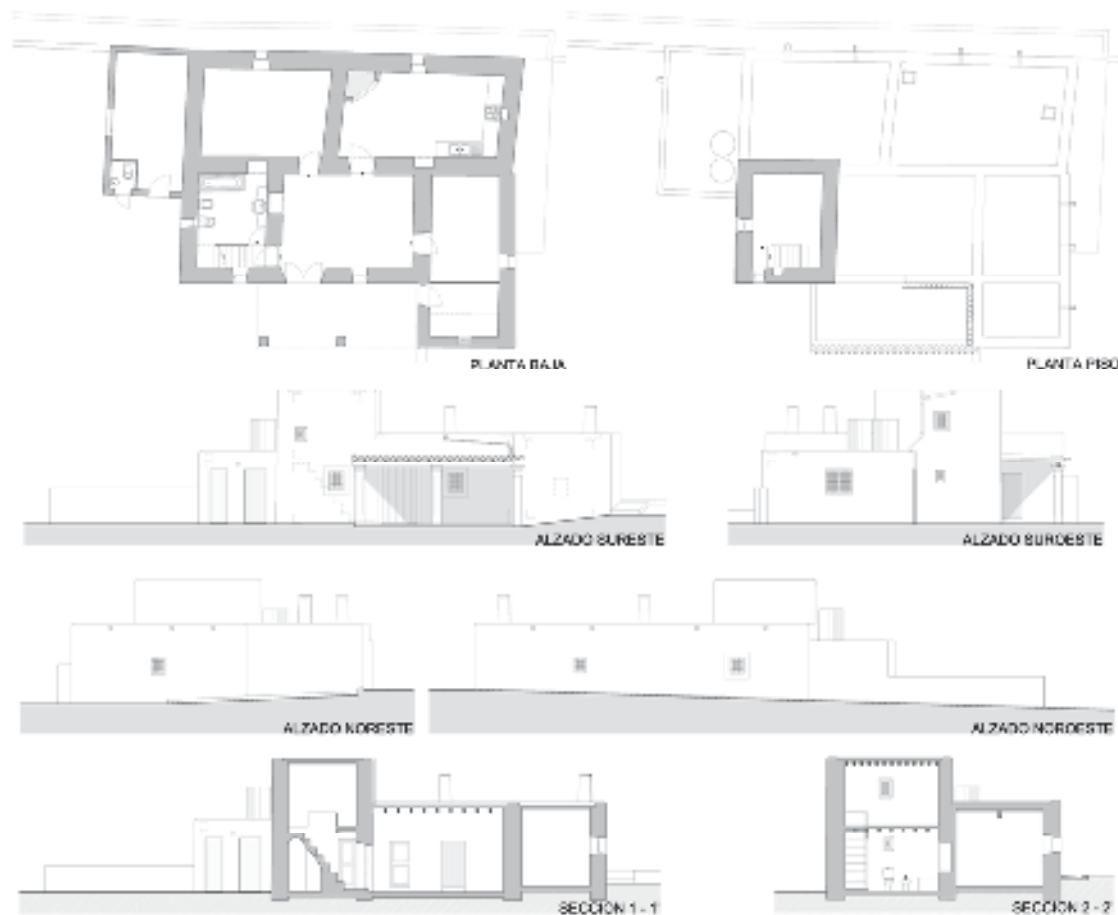 PLANTA BAJA
PLANTA PISO
ALZADO SURESTE
ALZADO SUROESTE
ALZADO NORESTE
ALZADO NOROESTE
SECCION 1 - 1'
SECCION 2 - 2